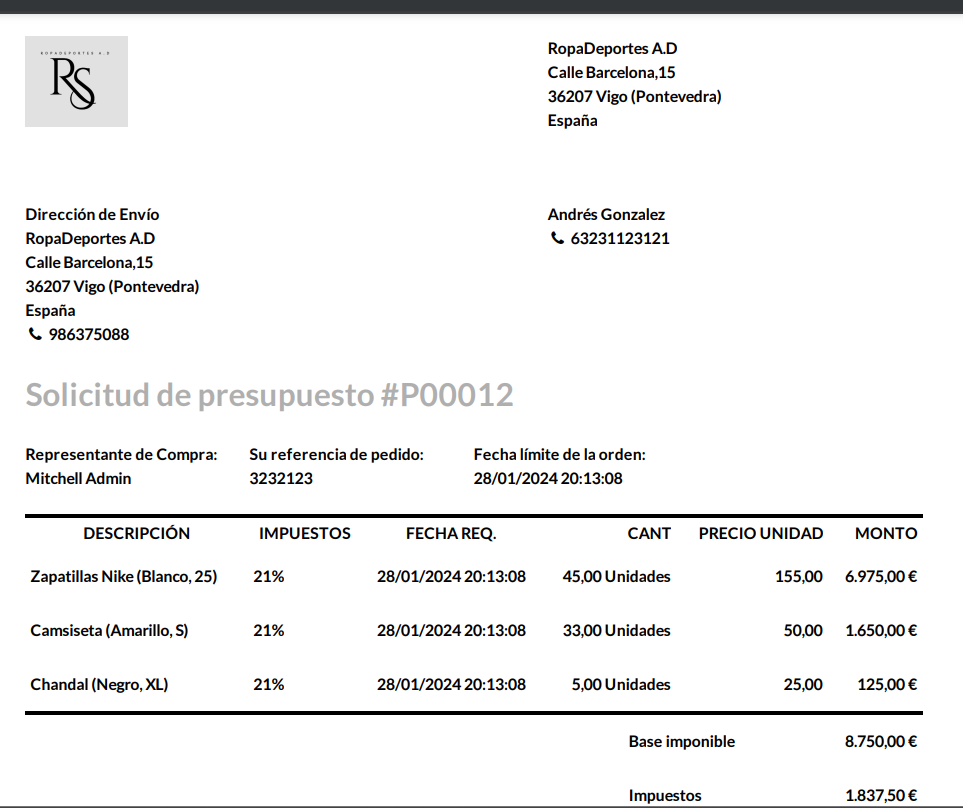 ROPADEPORTES A.D
RS
RopaDeportes A.D
Calle Barcelona,15
36207 Vigo (Pontevedra)
España
Dirección de Envío
RopaDeportes A.D
Calle Barcelona,15
36207 Vigo (Pontevedra)
España
986375088
Andrés Gonzalez
63231123121
Solicitud de presupuesto #P00012
Representante de Compra: Su referencia de pedido: Fecha límite de la orden:
Mitchell Admin 3232123 28/01/2024 20:13:08
DESCRIPCIÓN IMPUESTOS FECHA REQ. CANT PRECIO UNIDAD MONTO
Zapatillas Nike (Blanco, 25) 21% 28/01/2024 20:13:08 45,00 Unidades 155,00 6.975,00 €
Camsiseta (Amarillo, S) 21% 28/01/2024 20:13:08 33,00 Unidades 50,00 1.650,00 €
Chandal (Negro, XL) 21% 28/01/2024 20:13:08 5,00 Unidades 25,00 125,00 €
Base imponible 8.750,00 €
Impuestos 1.837,50 €